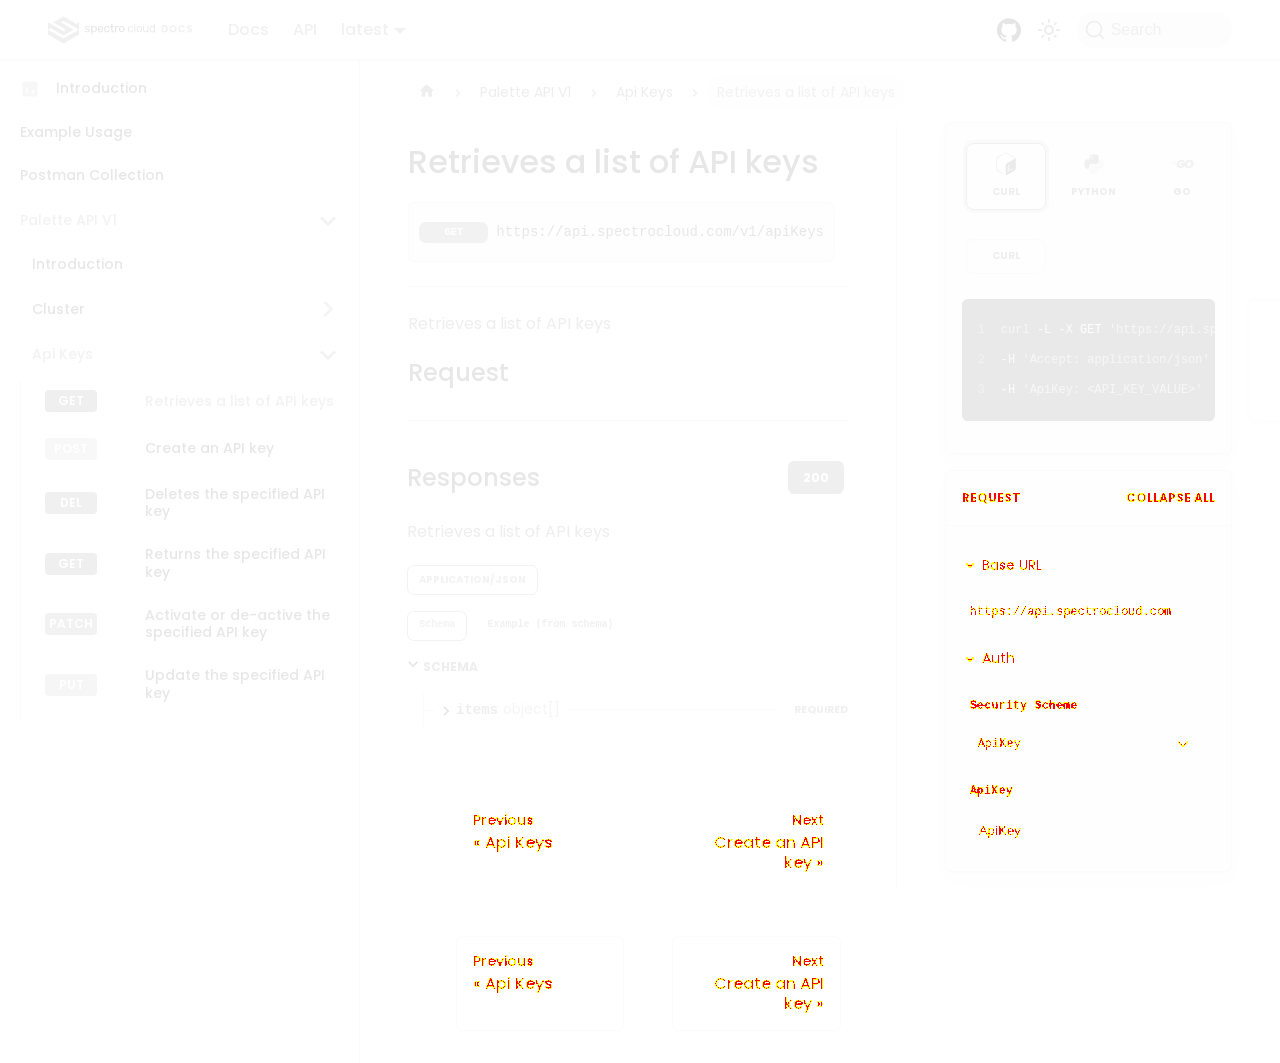 spectro cloud DOCS
Docs API latest
Search
Introduction
Example Usage
Postman Collection
Palette API V1
Introduction
Cluster
Api Keys
GET Retrieves a list of API keys
POST Create an API key
DEL Deletes the specified API
key
GET Returns the specified API
key
PATCH Activate or de-active the
specified API key
PUT Update the specified API
key
Palette API V1 Api Keys Retrieves a list of API keys
Retrieves a list of API keys
GET https://api.spectrocloud.com/v1/apiKeys
Retrieves a list of API keys
Request
Responses
200
Retrieves a list of API keys
APPLICATION/JSON
Schema Example (from schema)
SCHEMA
items object[] REQUIRED
Previous
« Api Keys
Next
Create an API
key »
Previous
« Api Keys
Next
Create an API
key »
CURL PYTHON GO
CURL
1 curl -L -X GET 'https://api.sp
2 -H 'Accept: application/json'
3 -H 'ApiKey: <API_KEY_VALUE>'
REQUEST COLLAPSE ALL
Base URL
https://api.spectrocloud.com
Auth
Security Scheme
ApiKey
ApiKey
ApiKey